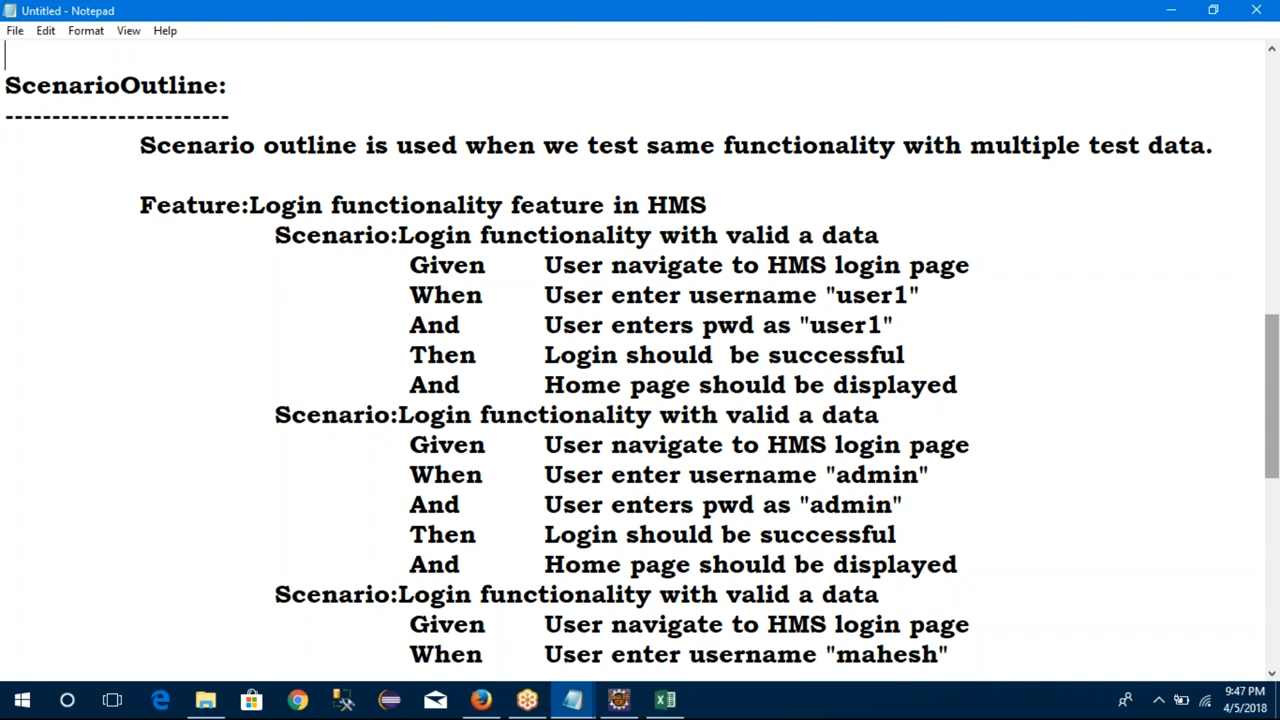 Untitled - Notepad
File Edit Format View Help
ScenarioOutline:
------------------------
Scenario outline is used when we test same functionality with multiple test data.
Feature:Login functionality feature in HMS
Scenario:Login functionality with valid a data
Given User navigate to HMS login page
When User enter username "user1"
And User enters pwd as "user1"
Then Login should  be successful
And Home page should be displayed
Scenario:Login functionality with valid a data
Given User navigate to HMS login page
When User enter username "admin"
And User enters pwd as "admin"
Then Login should be successful
And Home page should be displayed
Scenario:Login functionality with valid a data
Given User navigate to HMS login page
When User enter username "mahesh"
9:47 PM
4/5/2018